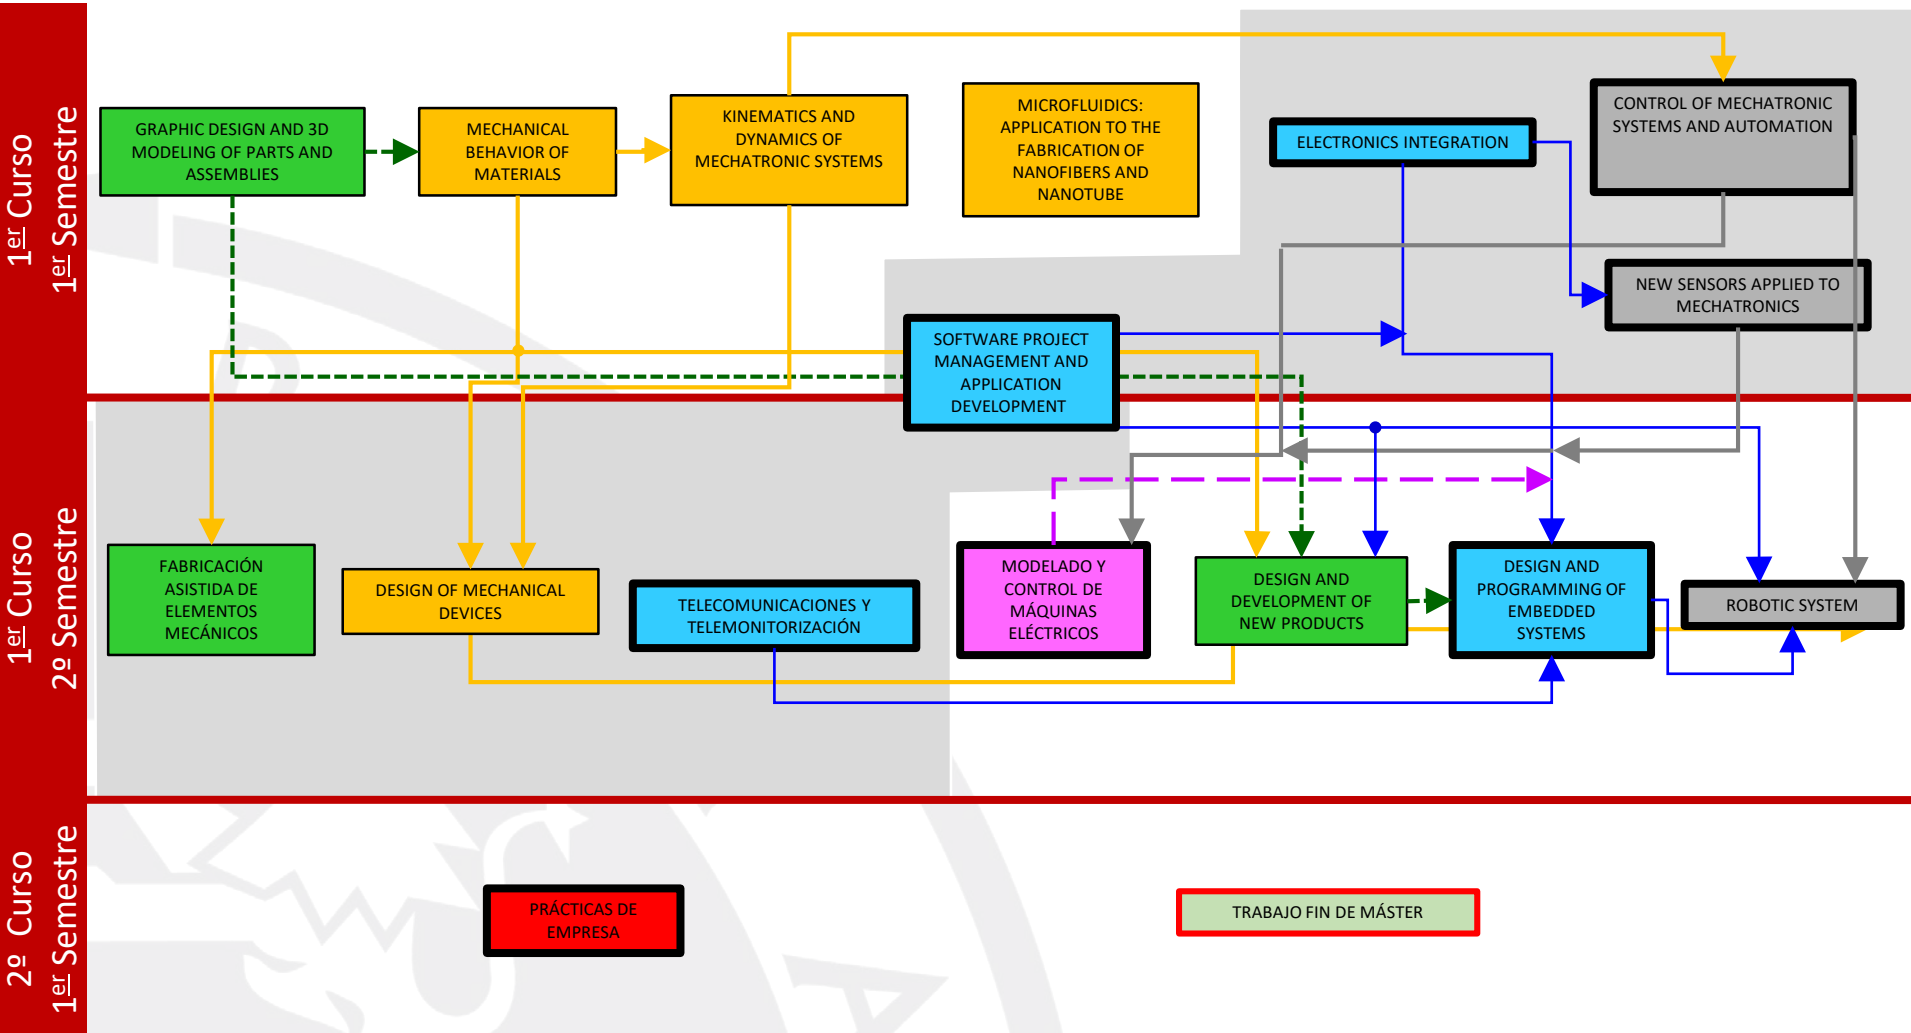 1er Curso
1er Semestre
GRAPHIC DESIGN AND 3D
MODELING OF PARTS AND
ASSEMBLIES
MECHANICAL
BEHAVIOR OF
MATERIALS
KINEMATICS AND
DYNAMICS OF
MECHATRONIC SYSTEMS
MICROFLUIDICS:
APPLICATION TO THE
FABRICATION OF
NANOFIBERS AND
NANOTUBE
ELECTRONICS INTEGRATION
CONTROL OF MECHATRONIC
SYSTEMS AND AUTOMATION
NEW SENSORS APPLIED TO
MECHATRONICS
SOFTWARE PROJECT
MANAGEMENT AND
APPLICATION
DEVELOPMENT
1er Curso
2º Semestre
FABRICACIÓN
ASISTIDA DE
ELEMENTOS
MECÁNICOS
DESIGN OF MECHANICAL
DEVICES
TELECOMUNICACIONES Y
TELEMONITORIZACIÓN
MODELADO Y
CONTROL DE
MÁQUINAS
ELÉCTRICOS
DESIGN AND
DEVELOPMENT OF
NEW PRODUCTS
DESIGN AND
PROGRAMMING OF
EMBEDDED
SYSTEMS
ROBOTIC SYSTEM
2º Curso
1er Semestre
PRÁCTICAS DE
EMPRESA
TRABAJO FIN DE MÁSTER